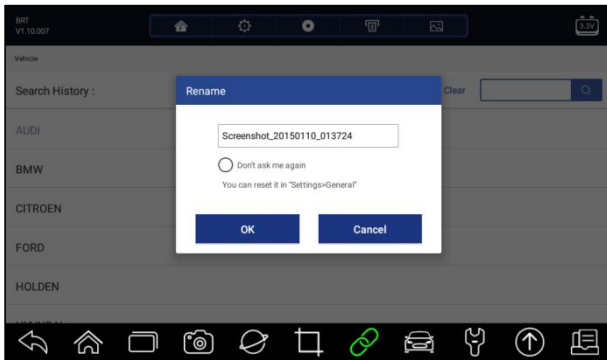 BRT
V1.10.007
3.3V
Vehicle
Search History :
Clear
Rename
Screenshot_20150110_013724
Don't ask me again
You can reset it in "Settings>General"
OK
Cancel
AUDI
BMW
CITROEN
FORD
HOLDEN